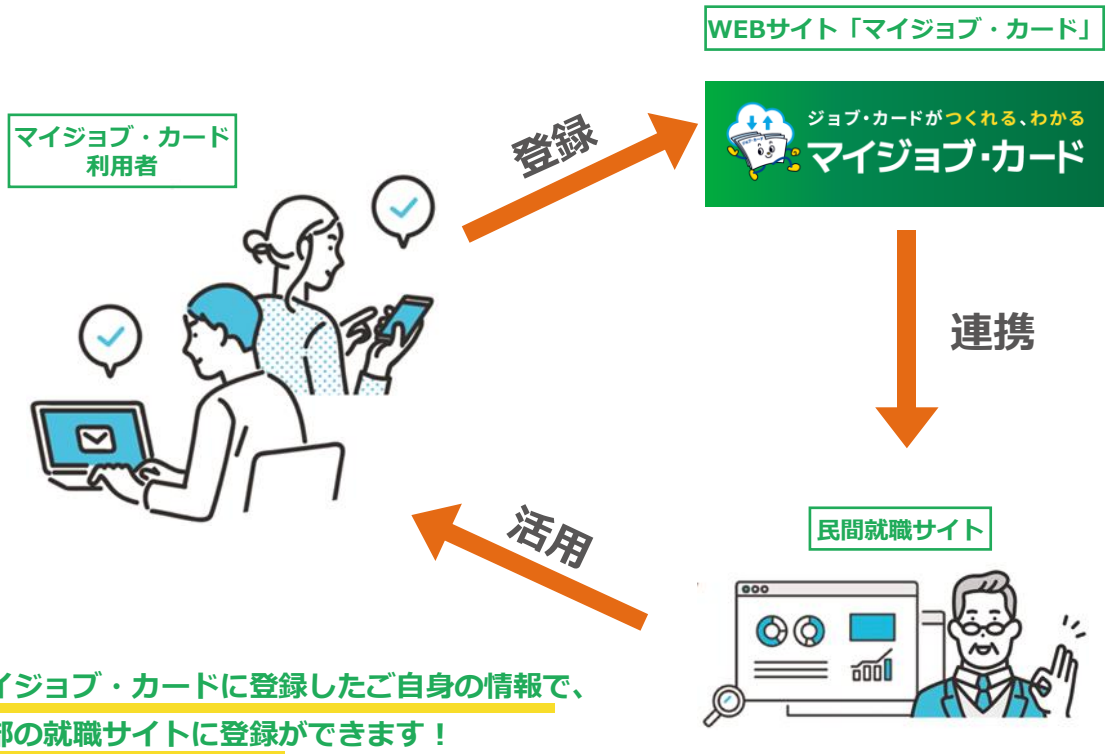 WEBサイト「マイジョブ・カード」
ジョブ・カードがつくれる、わかる
マイジョブ・カード
マイジョブ・カード
利用者
登録
連携
活用
民間就職サイト
イジョブ・カードに登録したご自身の情報で、
部の就職サイトに登録ができます！